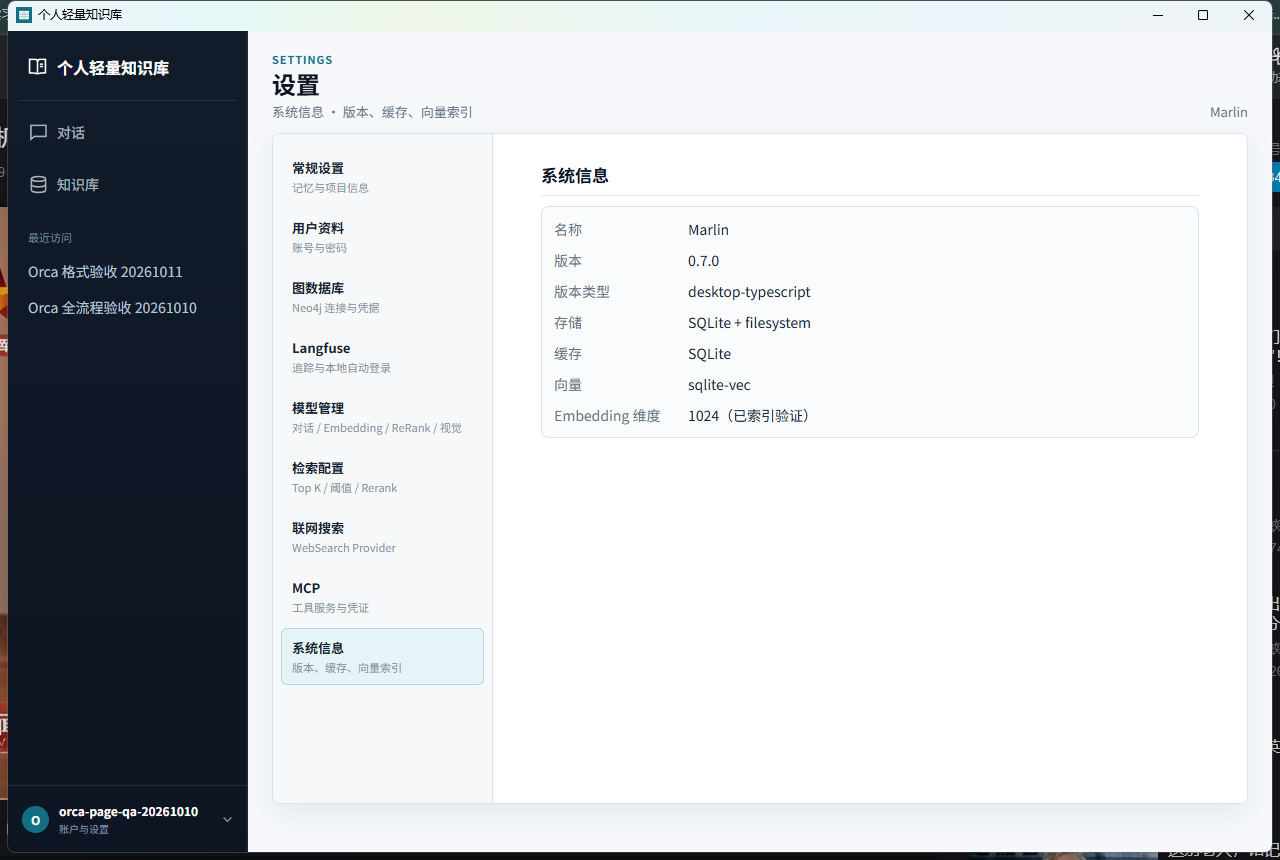 个人轻量知识库
个人轻量知识库
对话
知识库
最近访问
Orca 格式验收 20261011
Orca 全流程验收 20261010
O
orca-page-qa-20261010
账户与设置
SETTINGS
设置
系统信息 · 版本、缓存、向量索引
Marlin
常规设置
记忆与项目信息
用户资料
账号与密码
图数据库
Neo4j 连接与凭据
Langfuse
追踪与本地自动登录
模型管理
对话 / Embedding / ReRank / 视觉
检索配置
Top K / 阈值 / Rerank
联网搜索
WebSearch Provider
MCP
工具服务与凭证
系统信息
版本、缓存、向量索引
系统信息
名称 Marlin
版本 0.7.0
版本类型 desktop-typescript
存储 SQLite + filesystem
缓存 SQLite
向量 sqlite-vec
Embedding 维度 1024（已索引验证）